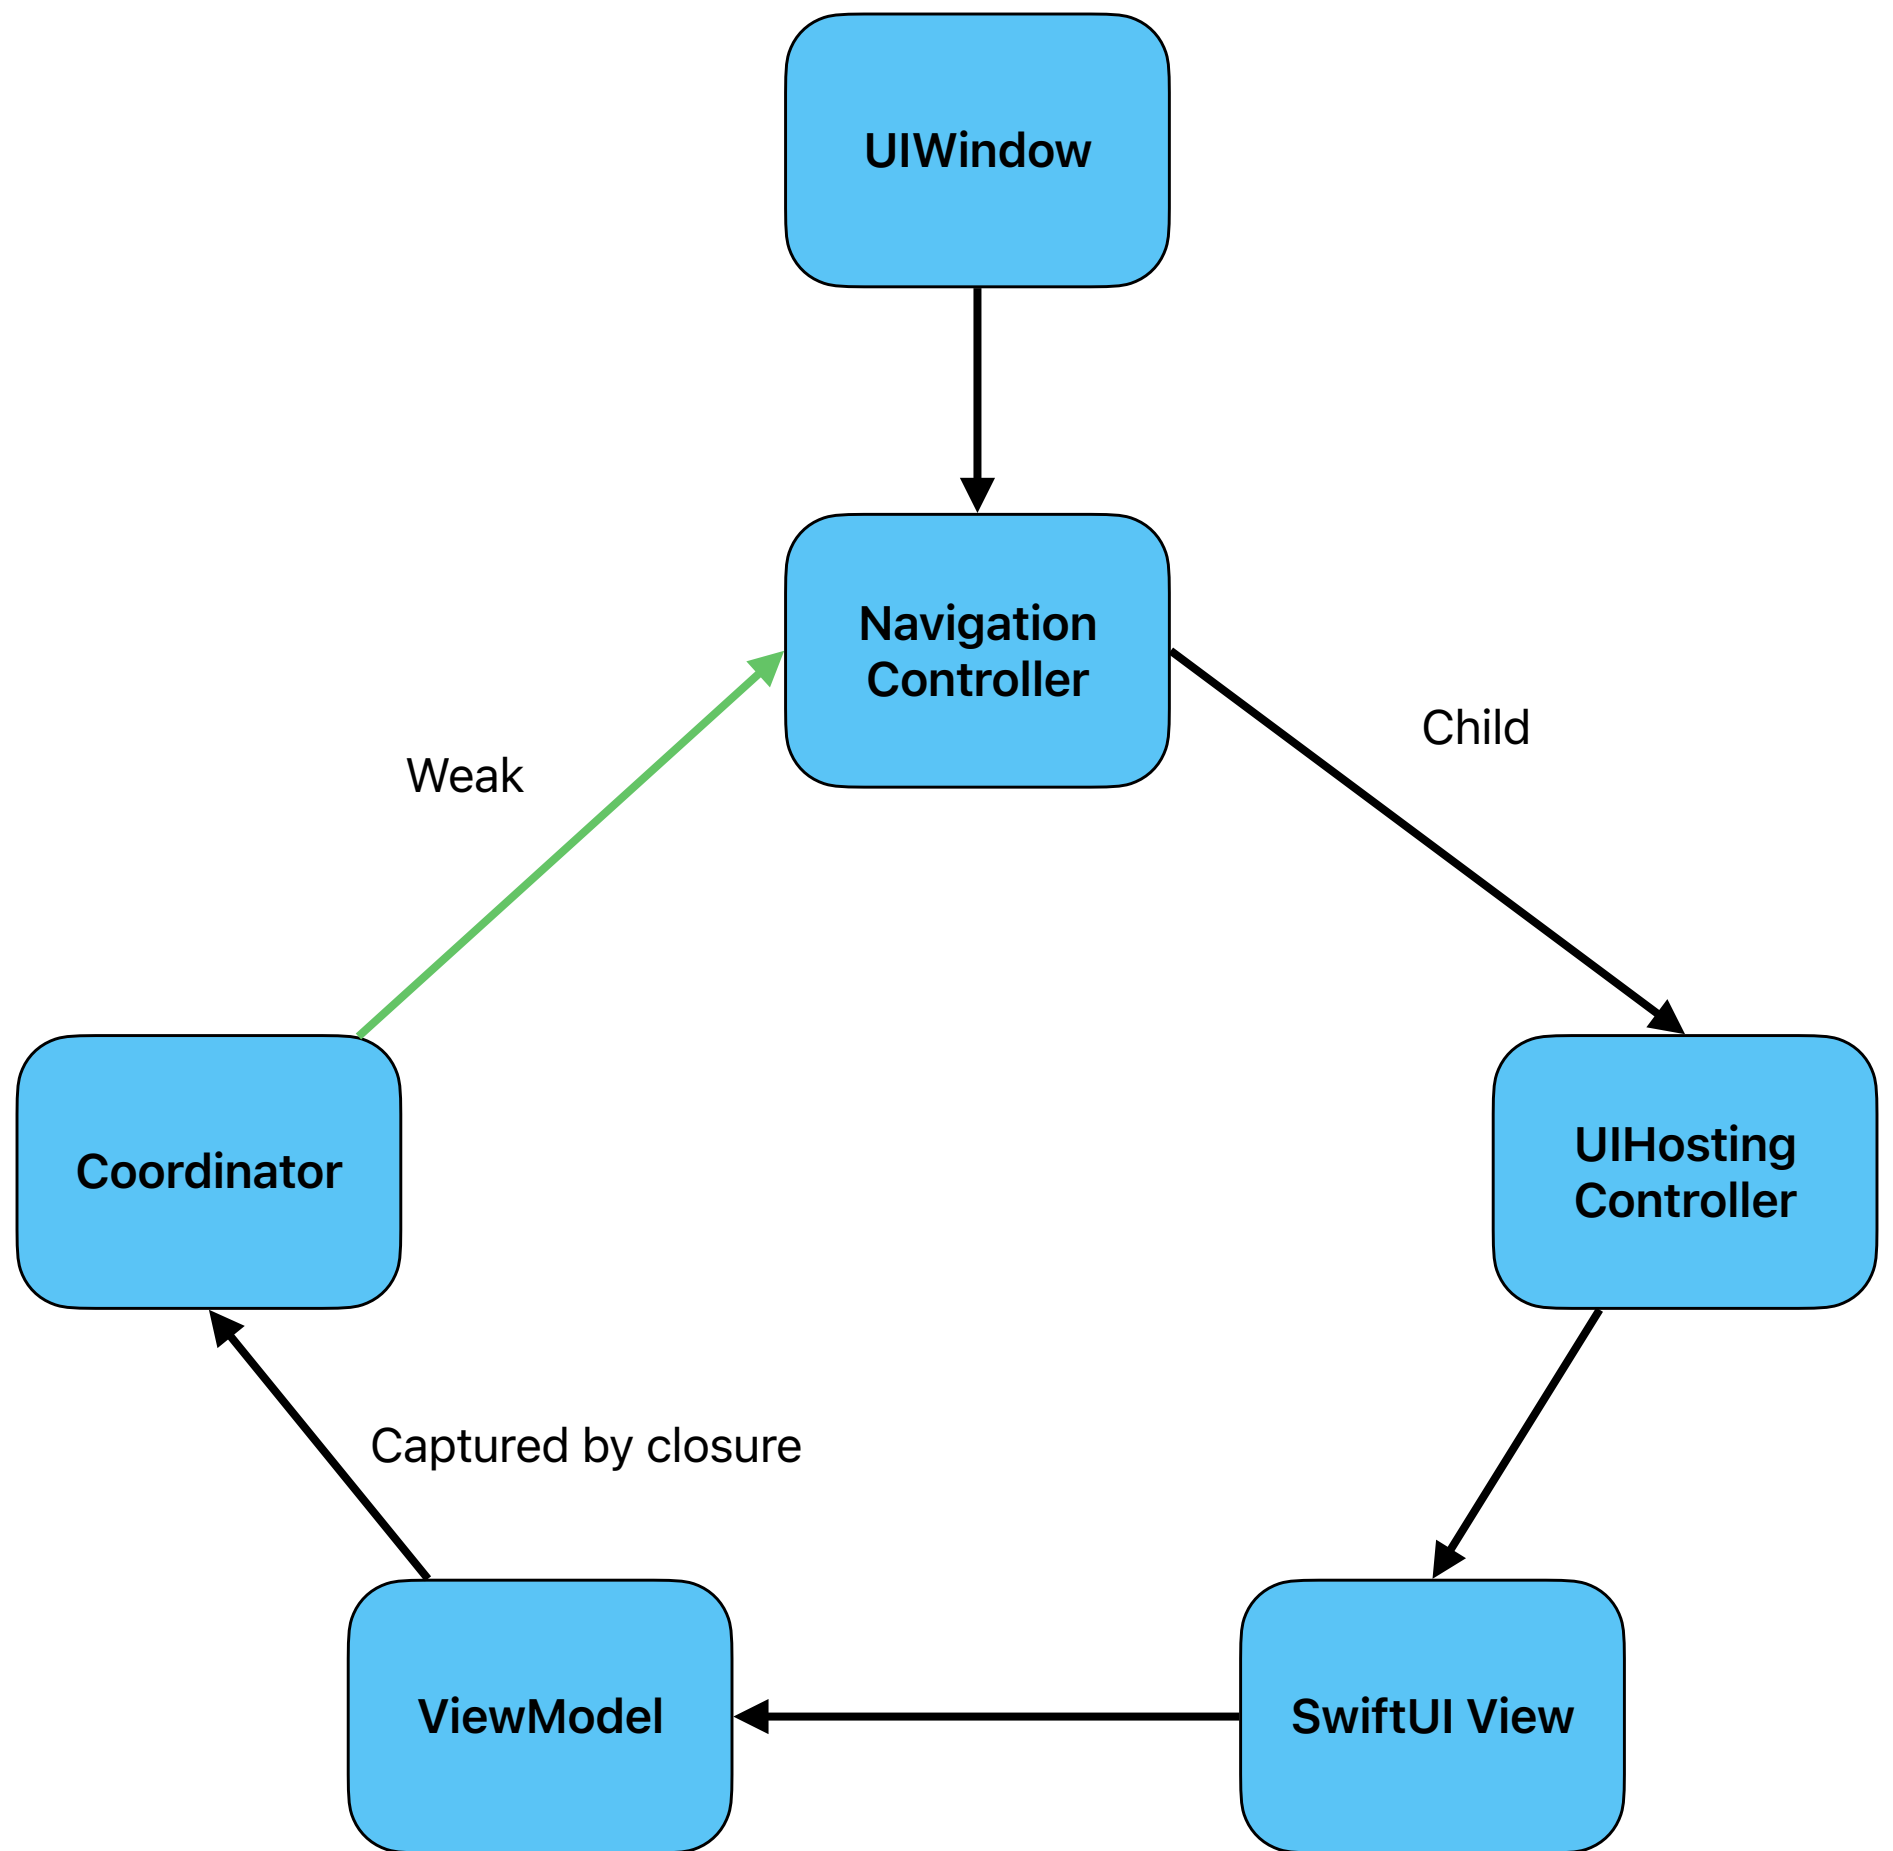 UIWindow
Navigation
Controller
Child
Weak
Coordinator
UIHosting
Controller
Captured by closure
ViewModel
SwiftUI View